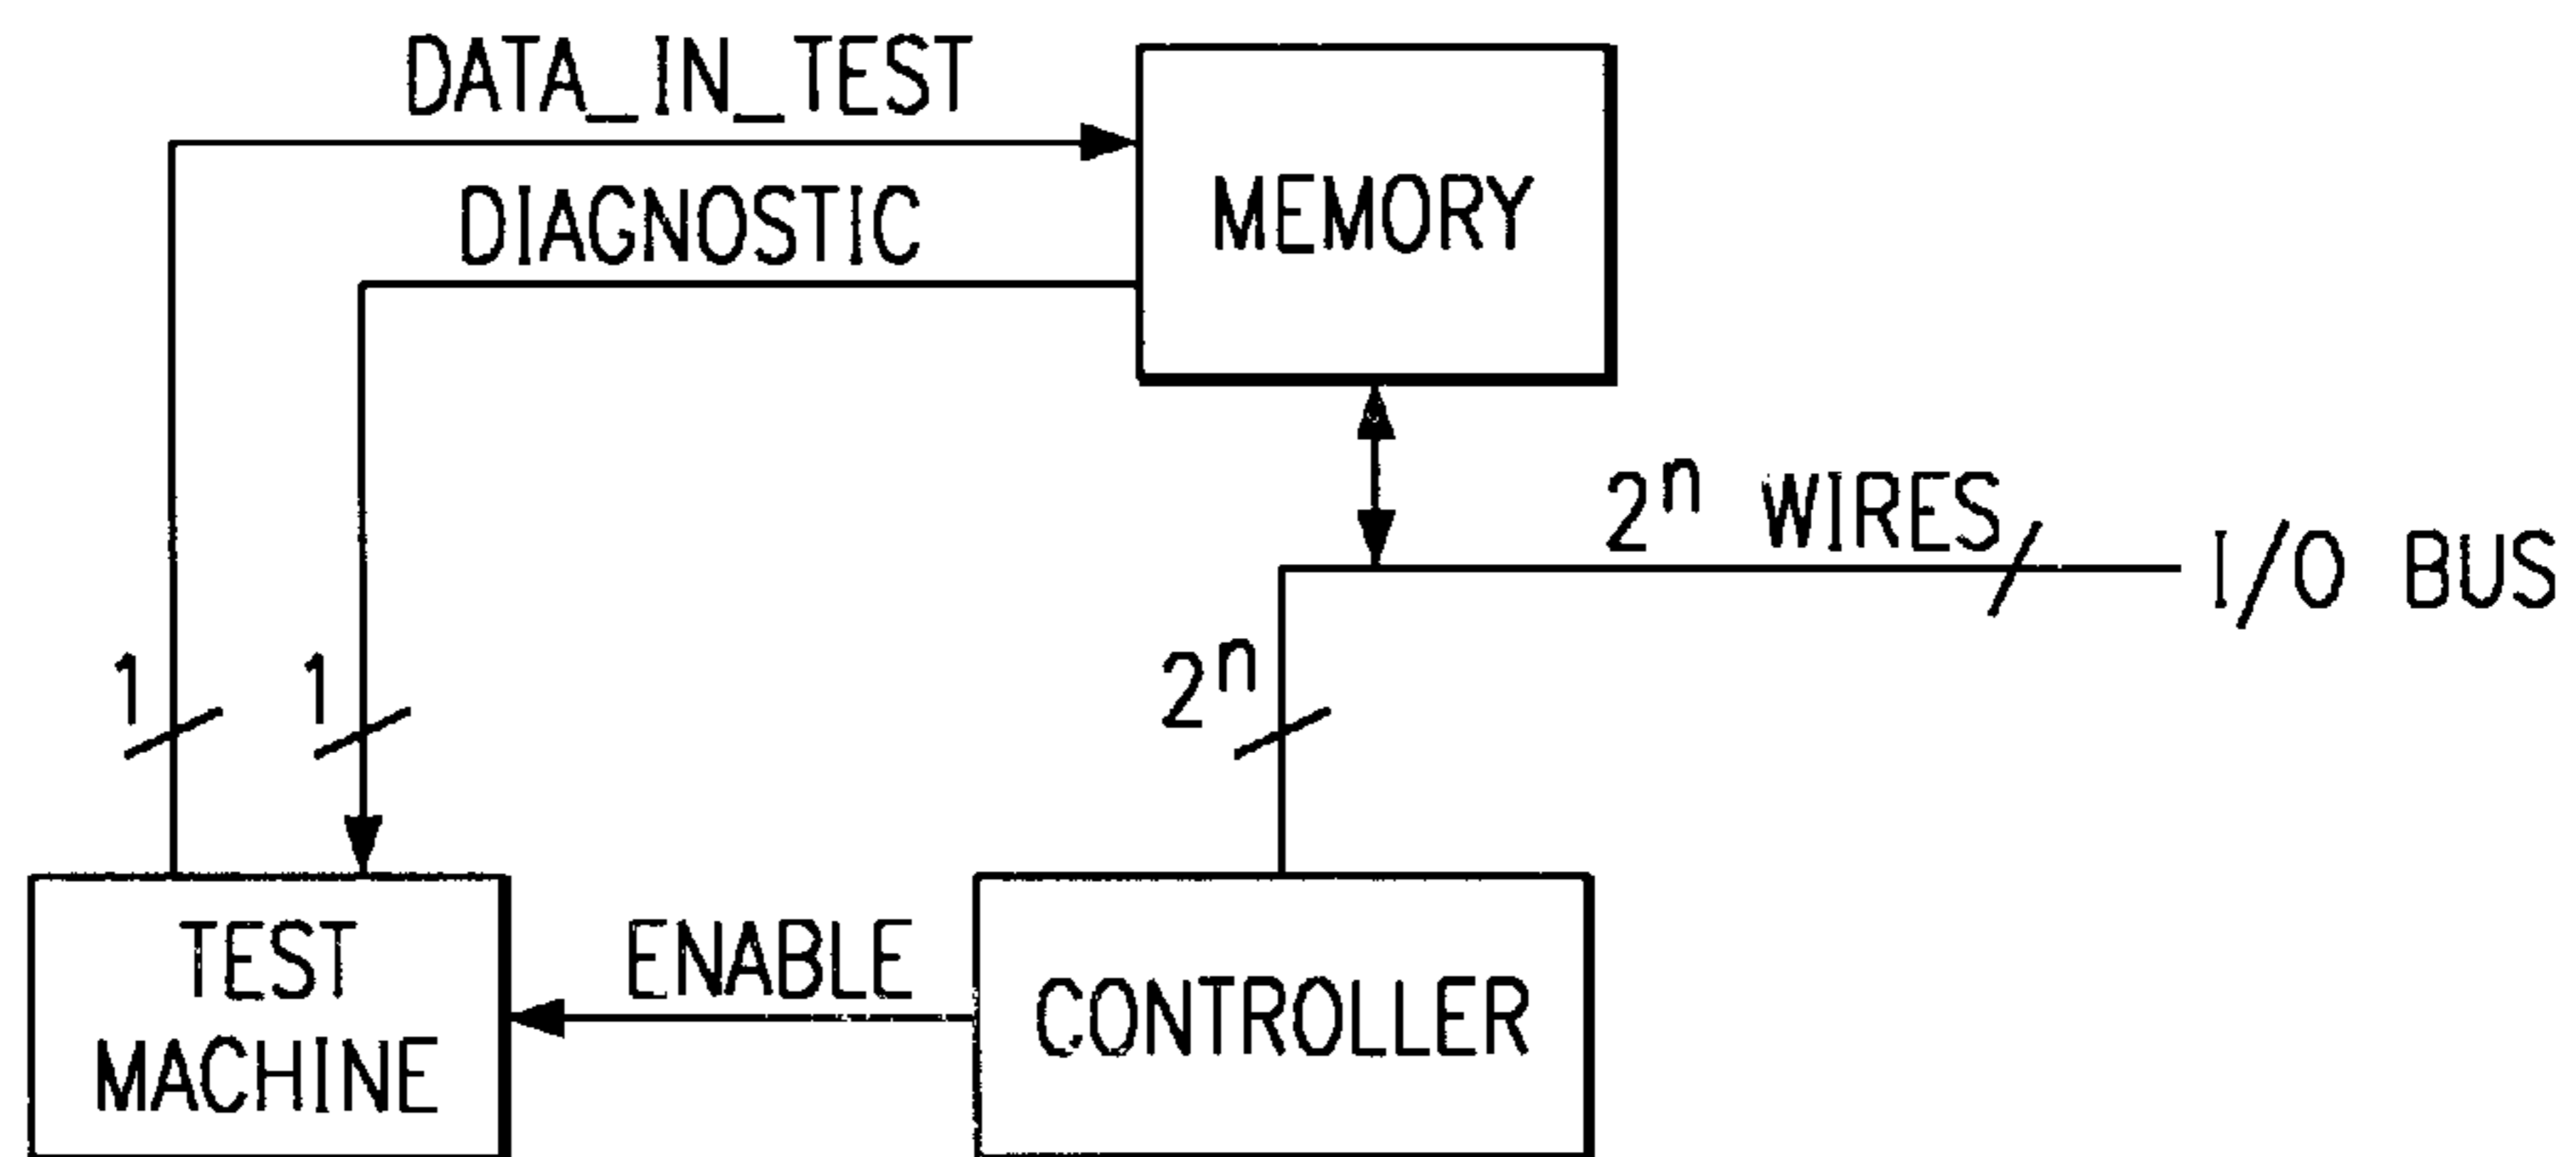 DATA_IN_TEST
DIAGNOSTIC
MEMORY
2ⁿ WIRES
I/O BUS
1
1
2ⁿ
TEST
MACHINE
ENABLE
CONTROLLER